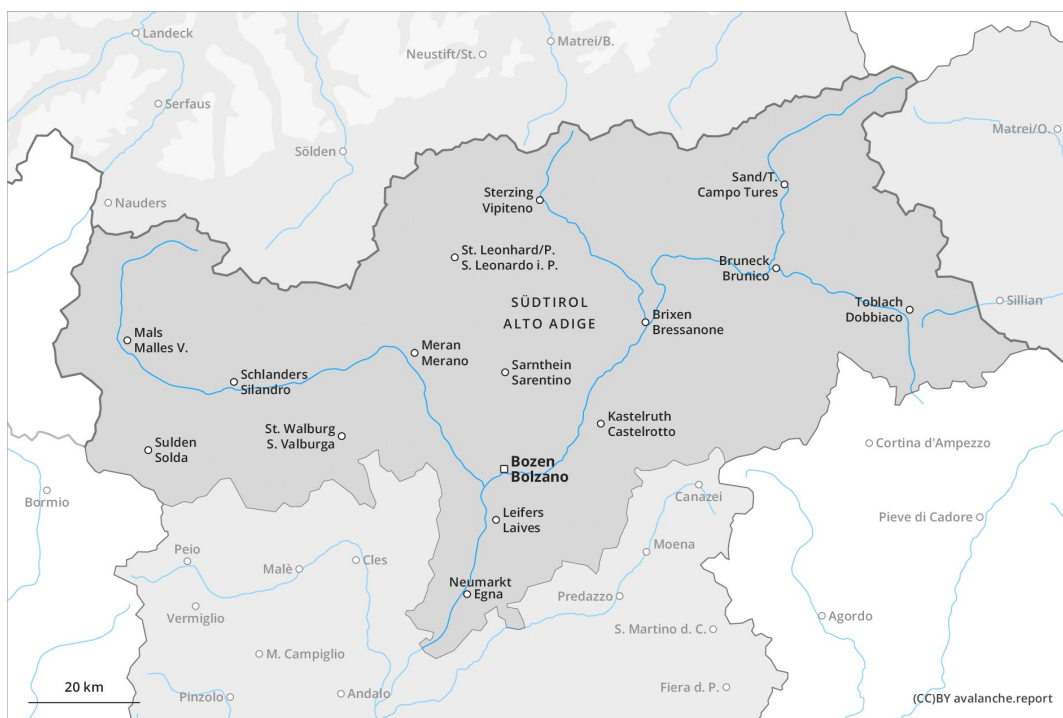 Landeck
Matrei/B.
Neustift/St.
Serfaus
Matrei/O.
Sölden
Sand/T.
Campo Tures
Sterzing
Vipiteno
Nauders
St. Leonhard/P.
S. Leonardo i. P.
Bruneck
Brunico
SÜDTIROL
ALTO ADIGE
Toblach
Dobbiaco
Sillian
Brixen
Bressanone
Mals
Malles V.
Meran
Merano
Sarnthein
Sarentino
Schlanders
Silandro
Kastelruth
Castelrotto
St. Walburg
S. Valburga
Sulden
Solda
Cortina d'Ampezzo
Bozen
Bolzano
Bormio
Canazei
Leifers
Laives
Pieve di Cadore
Peio
Malè
Cles
Moena
Neumarkt
Egna
Predazzo
Vermiglio
Agordo
S. Martino d. C.
M. Campiglio
20 km
Pinzolo
Andalo
Fiera d. P.
(CC)BY avalanche.report